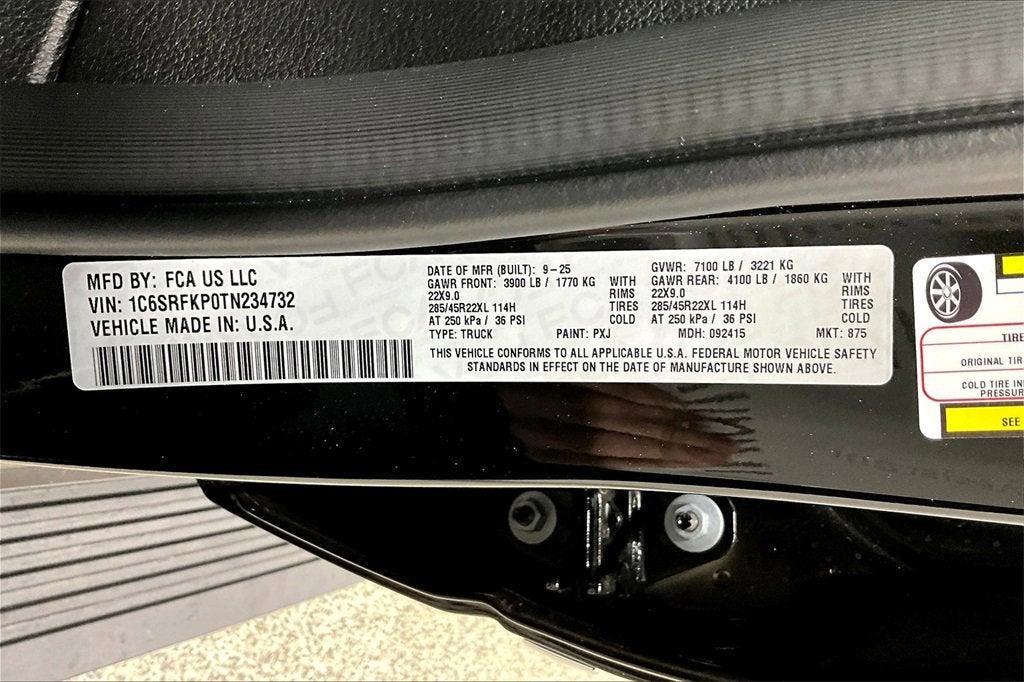 MFD BY: FCA US LLC
VIN: 1C6SRFKP0TN234732
VEHICLE MADE IN: U.S.A.
DATE OF MFR (BUILT): 9-25
GAWR FRONT: 3900 LB / 1770 KG WITH
22X9.0 RIMS
285/45R22XL 114H TIRES
AT 250 kPa / 36 PSI COLD
TYPE: TRUCK PAINT: PXJ
GVWR: 7100 LB / 3221 KG
GAWR REAR: 4100 LB / 1860 KG WITH
22X9.0 RIMS
285/45R22XL 114H TIRES
AT 250 kPa / 36 PSI COLD
MDH: 092415 MKT: 875
THIS VEHICLE CONFORMS TO ALL APPLICABLE U.S.A. FEDERAL MOTOR VEHICLE SAFETY
STANDARDS IN EFFECT ON THE DATE OF MANUFACTURE SHOWN ABOVE.
TIRE
ORIGINAL TIR
COLD TIRE IN
PRESSUR
SEE